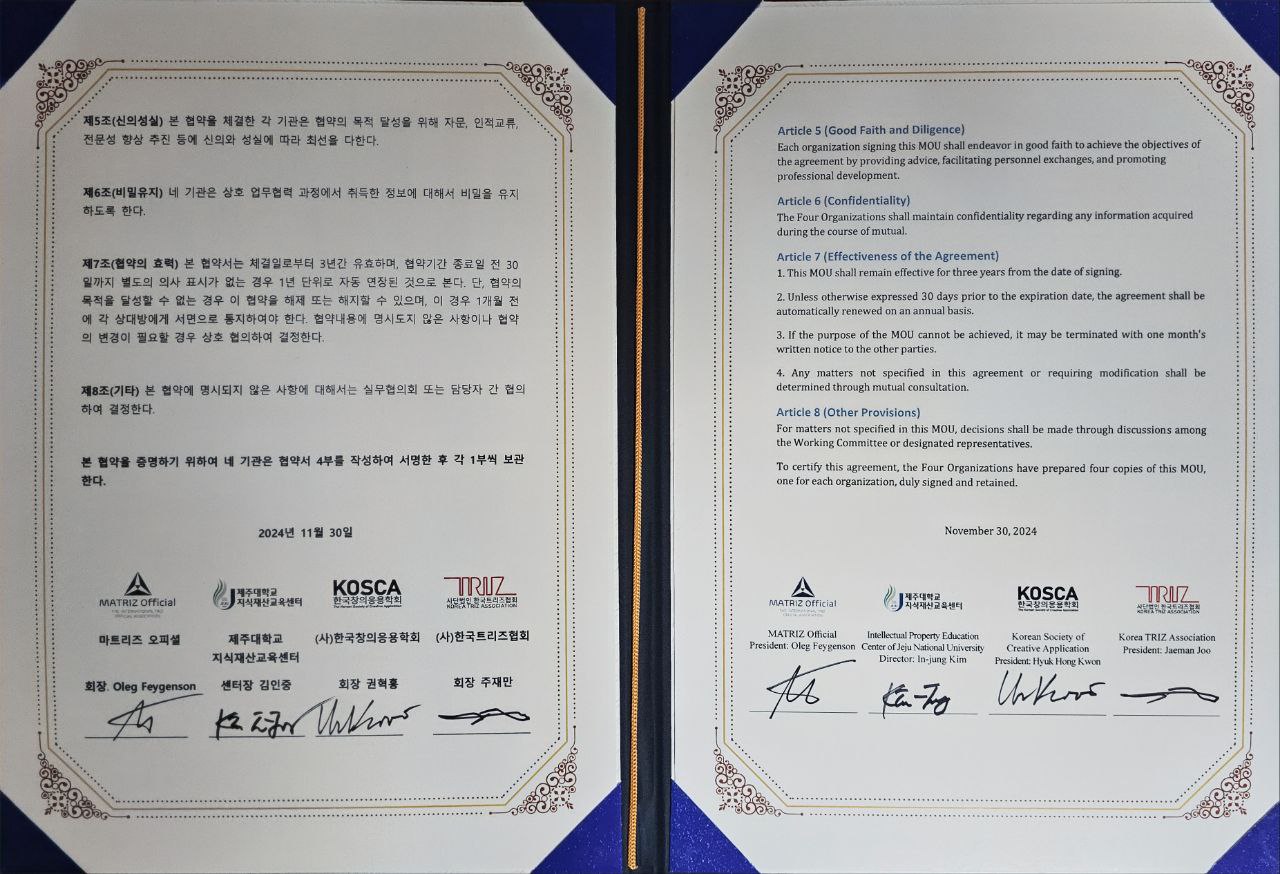 제5조(신의성실) 본 협약을 체결한 각 기관은 협약의 목적 달성을 위해 자문, 인적교류,
전문성 향상 추진 등에 신의와 성실에 따라 최선을 다한다.
제6조(비밀유지) 네 기관은 상호 업무협력 과정에서 취득한 정보에 대해서 비밀을 유지
하도록 한다.
제7조(협약의 효력) 본 협약서는 체결일로부터 3년간 유효하며, 협약기간 종료일 전 30
일까지 별도의 의사 표시가 없는 경우 1년 단위로 자동 연장된 것으로 본다. 단, 협약의
목적을 달성할 수 없는 경우 이 협약을 해제 또는 해지할 수 있으며, 이 경우 1개월 전
에 각 상대방에게 서면으로 통지하여야 한다. 협약내용에 명시도지 않은 사항이나 협약
의 변경이 필요할 경우 상호 협의하여 결정한다.
제8조(기타) 본 협약에 명시되지 않은 사항에 대해서는 실무협의회 또는 담당자 간 협의
하여 결정한다.
본 협약을 증명하기 위하여 네 기관은 협약서 4부를 작성하여 서명한 후 각 1부씩 보관
한다.
2024년 11월 30일
MATRIZ Official
THE INTERNATIONAL TRIZ
OFFICIAL ASSOCIATION
제주대학교
지식재산교육센터
KOSCA
한국창의응용학회
The Korean Society of Creative Application
TRIZ
사단법인 한국트리즈협회
KOREA TRIZ ASSOCIATION
마트리즈 오피셜
제주대학교
지식재산교육센터
(사)한국창의응용학회
(사)한국트리즈협회
회장. Oleg Feygenson
센터장 김인중
회장 권혁홍
회장 주재만
Article 5 (Good Faith and Diligence)
Each organization signing this MOU shall endeavor in good faith to achieve the objectives of
the agreement by providing advice, facilitating personnel exchanges, and promoting
professional development.
Article 6 (Confidentiality)
The Four Organizations shall maintain confidentiality regarding any information acquired
during the course of mutual.
Article 7 (Effectiveness of the Agreement)
1. This MOU shall remain effective for three years from the date of signing.
2. Unless otherwise expressed 30 days prior to the expiration date, the agreement shall be
automatically renewed on an annual basis.
3. If the purpose of the MOU cannot be achieved, it may be terminated with one month's
written notice to the other parties.
4. Any matters not specified in this agreement or requiring modification shall be
determined through mutual consultation.
Article 8 (Other Provisions)
For matters not specified in this MOU, decisions shall be made through discussions among
the Working Committee or designated representatives.
To certify this agreement, the Four Organizations have prepared four copies of this MOU,
one for each organization, duly signed and retained.
November 30, 2024
MATRIZ Official
THE INTERNATIONAL TRIZ
OFFICIAL ASSOCIATION
제주대학교
지식재산교육센터
KOSCA
한국창의응용학회
The Korean Society of Creative Application
TRIZ
사단법인 한국트리즈협회
KOREA TRIZ ASSOCIATION
MATRIZ Official
President: Oleg Feygenson
Intellectual Property Education
Center of Jeju National University
Director: In-jung Kim
Korean Society of
Creative Application
President: Hyuk Hong Kwon
Korea TRIZ Association
President: Jaeman Joo